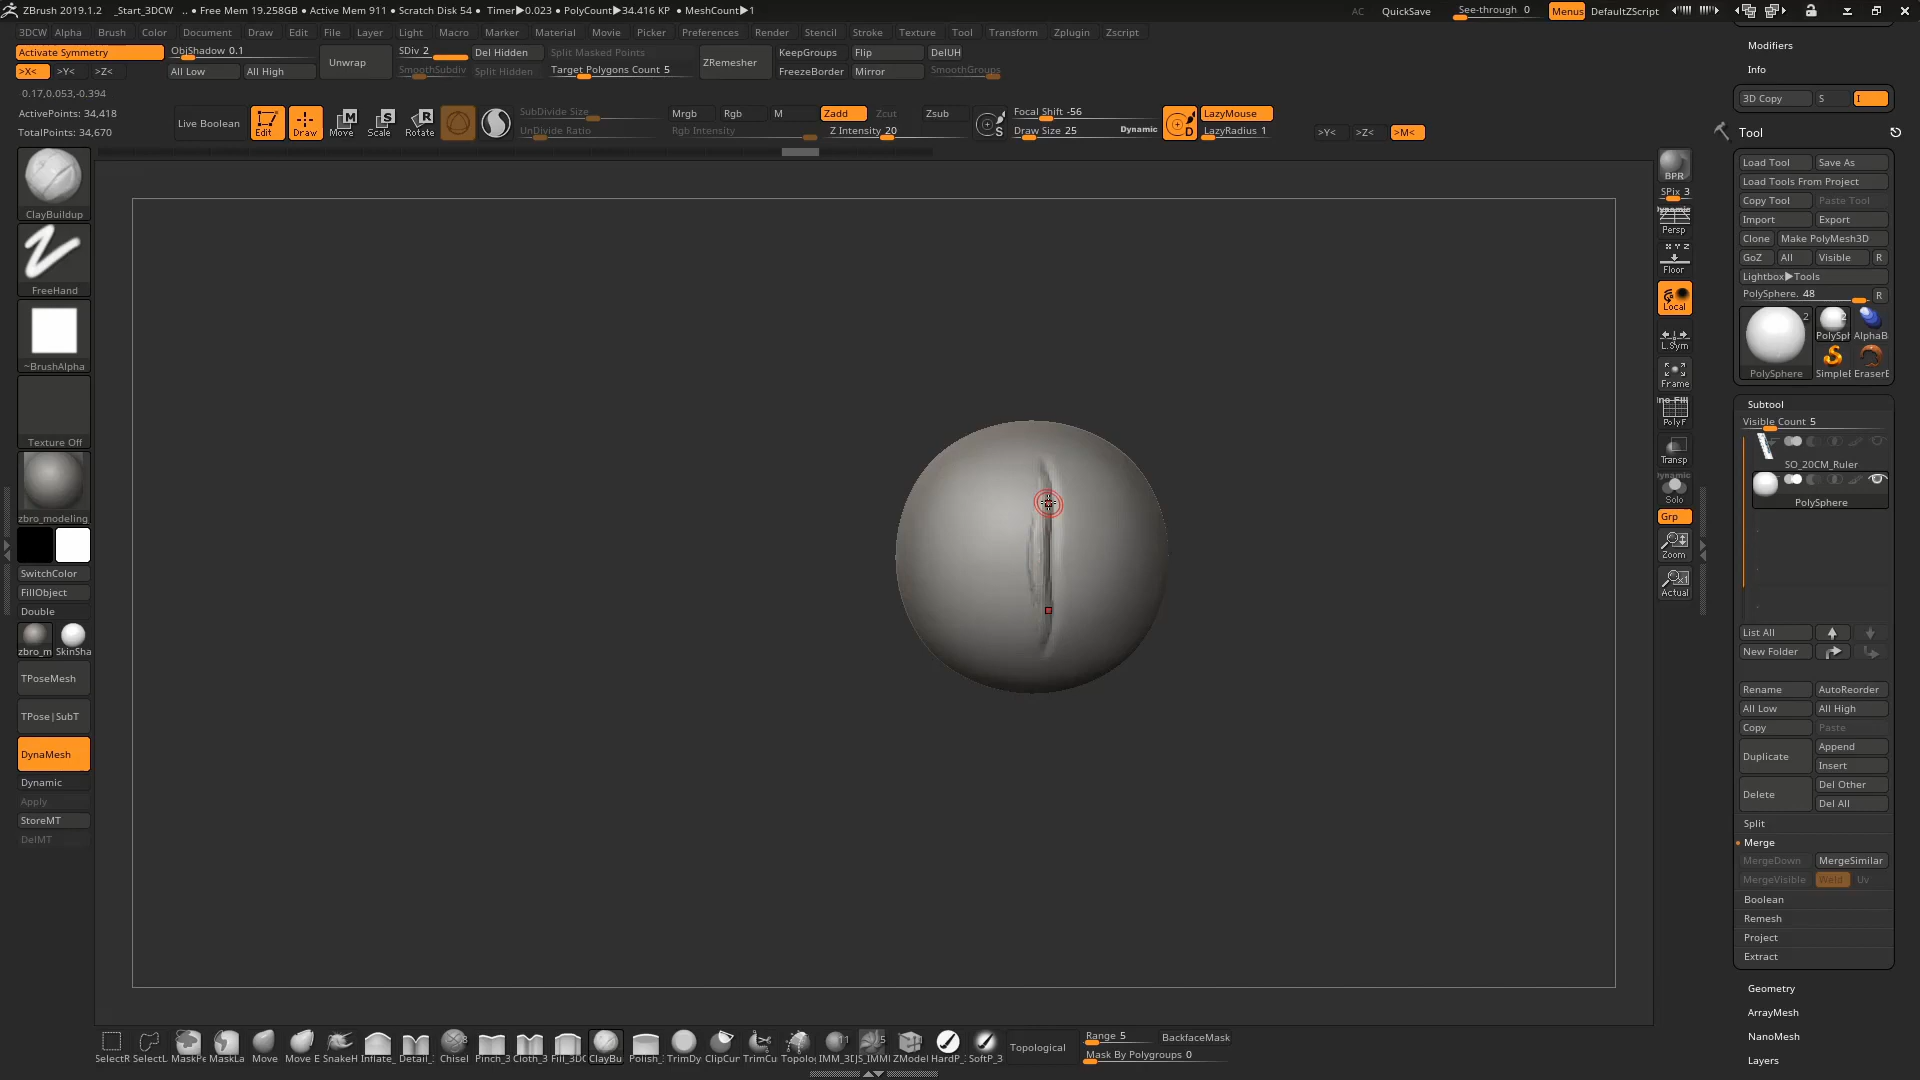 ZBrush 2019.1.2 _Start_3DCW .. • Free Mem 19.258GB • Active Mem 911 • Scratch Disk 54 • Timer▶0.023 • PolyCount▶34.416 KP • MeshCount▶1 AC QuickSave See-through 0 Menus DefaultZScript
3DCW Alpha Brush Color Document Draw Edit File Layer Light Macro Marker Material Movie Picker Preferences Render Stencil Stroke Texture Tool Transform Zplugin Zscript
Activate Symmetry ObjShadow 0.1 Unwrap SDiv 2 Del Hidden Split Masked Points ZRemesher KeepGroups Flip DelUH
>X< >Y< >Z< All Low All High SmoothSubdiv Split Hidden Target Polygons Count 5 FreezeBorder Mirror SmoothGroups
0.17,0.053,-0.394
ActivePoints: 34,418
TotalPoints: 34,670
Live Boolean Edit Draw Move Scale Rotate SubDivide Size UnDivide Ratio Mrgb Rgb M Zadd Zcut Zsub Focal Shift -56 LazyMouse
Rgb Intensity Z Intensity 20 Draw Size 25 Dynamic LazyRadius 1 >Y< >Z< >M<
ClayBuildup
FreeHand
~BrushAlpha
Texture Off
zbro_modeling
SwitchColor
FillObject
Double
zbro_m SkinSha
TPoseMesh
TPose|SubT
DynaMesh
Dynamic
Apply
StoreMT
DelMT
BPR
SPix 3
Dynamic
Persp
X Y Z
Floor
Local
L.Sym
Frame
PolyF
Transp
Dynamic
Solo
Grp
Zoom
Actual
Modifiers
Info
3D Copy S I
Tool
Load Tool Save As
Load Tools From Project
Copy Tool Paste Tool
Import Export
Clone Make PolyMesh3D
GoZ All Visible R
Lightbox▶Tools
PolySphere. 48 R
2 2
PolySph AlphaB
PolySphere SimpleB EraserB
Subtool
Visible Count 5
SO_20CM_Ruler
PolySphere
List All
New Folder
Rename AutoReorder
All Low All High
Copy Paste
Duplicate Append
Insert
Delete Del Other
Del All
Split
Merge
MergeDown MergeSimilar
MergeVisible Weld Uv
Boolean
Remesh
Project
Extract
Geometry
ArrayMesh
NanoMesh
Layers
SelectR SelectL MaskPe MaskLa Move Move E SnakeH Inflate_ Detail_ Chisel Pinch_3 Cloth_3 Fill_3DC ClayBu Polish_ TrimDy ClipCur TrimCu Topolo ZModel HardP_ SoftP_3
Topological Range 5 BackfaceMask
Mask By Polygroups 0